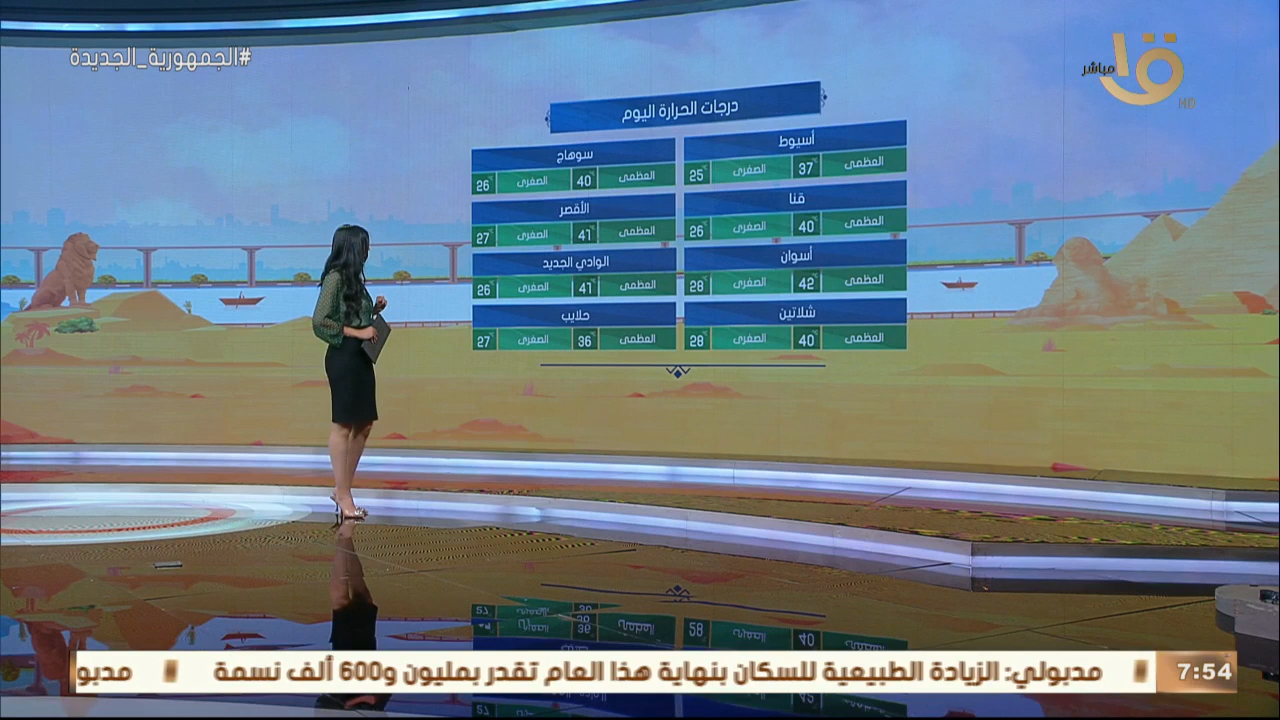 #الجمهورية_الجديدة
مباشر
HD
درجات الحرارة اليوم
أسيوط
العظمى 37 الصغرى 25
سوهاج
العظمى 40 الصغرى 26
قنا
العظمى 40 الصغرى 26
الأقصر
العظمى 41 الصغرى 27
أسوان
العظمى 42 الصغرى 28
الوادي الجديد
العظمى 41 الصغرى 26
شلاتين
العظمى 40 الصغرى 28
حلايب
العظمى 36 الصغرى 27
7:54 مدبولي: الزيادة الطبيعية للسكان بنهاية هذا العام تقدر بمليون و600 ألف نسمة